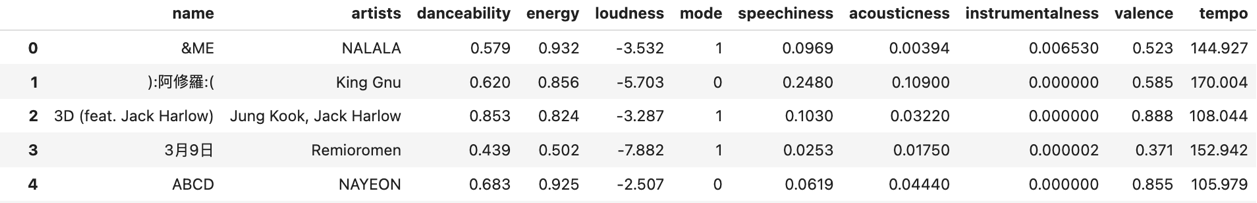 name artists danceability energy loudness mode speechiness acousticness instrumentalness valence tempo
0 &ME NALALA 0.579 0.932 -3.532 1 0.0969 0.00394 0.006530 0.523 144.927
1 ):阿修羅:( King Gnu 0.620 0.856 -5.703 0 0.2480 0.10900 0.000000 0.585 170.004
2 3D (feat. Jack Harlow) Jung Kook, Jack Harlow 0.853 0.824 -3.287 1 0.1030 0.03220 0.000000 0.888 108.044
3 3月9日 Remioromen 0.439 0.502 -7.882 1 0.0253 0.01750 0.000002 0.371 152.942
4 ABCD NAYEON 0.683 0.925 -2.507 0 0.0619 0.04440 0.000000 0.855 105.979